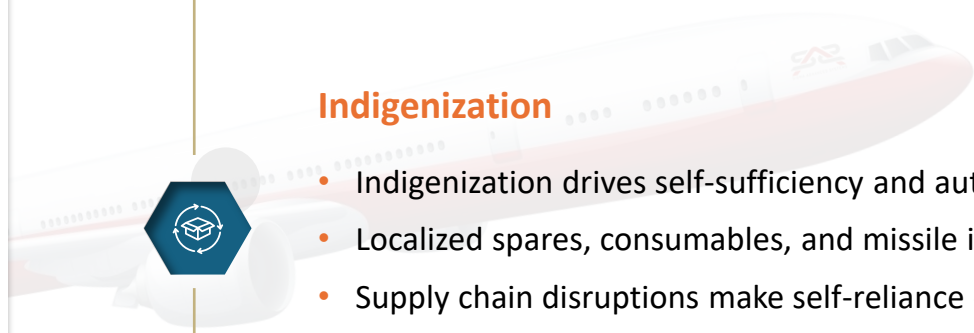 Indigenization
• Indigenization drives self-sufficiency and aut
• Localized spares, consumables, and missile i
• Supply chain disruptions make self-reliance